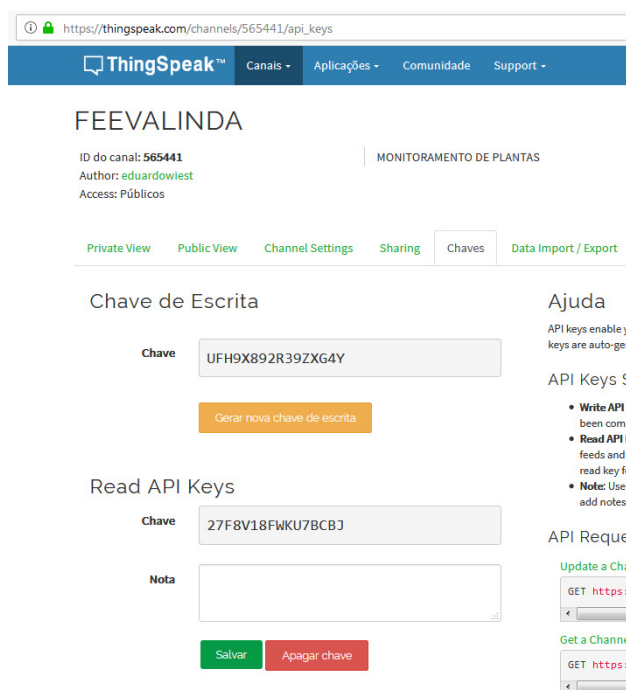 https://thingspeak.com/channels/565441/api_keys
ThingSpeak™ Canais Aplicações Comunidade Support
FEEVALINDA
ID do canal: 565441 MONITORAMENTO DE PLANTAS
Author: eduardowiest
Access: Públicos
Private View Public View Channel Settings Sharing Chaves Data Import / Export
Chave de Escrita
Chave UFH9X892R39ZXG4Y
Gerar nova chave de escrita
Read API Keys
Chave 27F8V18FWKU7BCBJ
Nota
Salvar Apagar chave
Ajuda
API keys enable
keys are auto-ge
API Keys S
Write API
been com
Read API
feeds and
read key f
Note: Use
add notes
API Reque
Update a Cha
GET https:
Get a Channe
GET https: